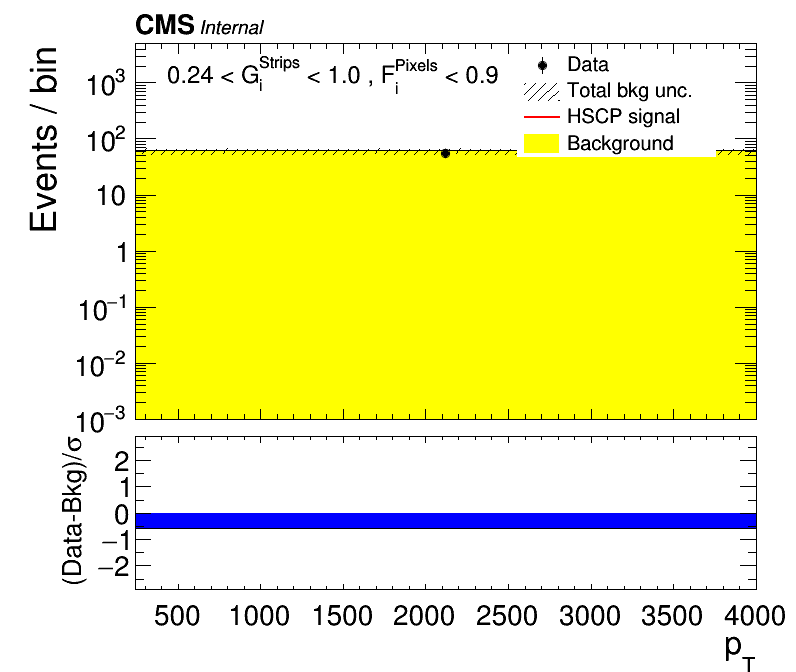 CMS Internal
0.24 < G_i^Strips < 1.0 , F_i^Pixels < 0.9
Data
Total bkg unc.
HSCP signal
Background
Events / bin
10^3
10^2
10
1
10^−1
10^−2
10^−3
(Data-Bkg)/σ
2
1
0
−1
−2
500 1000 1500 2000 2500 3000 3500 4000
p_T